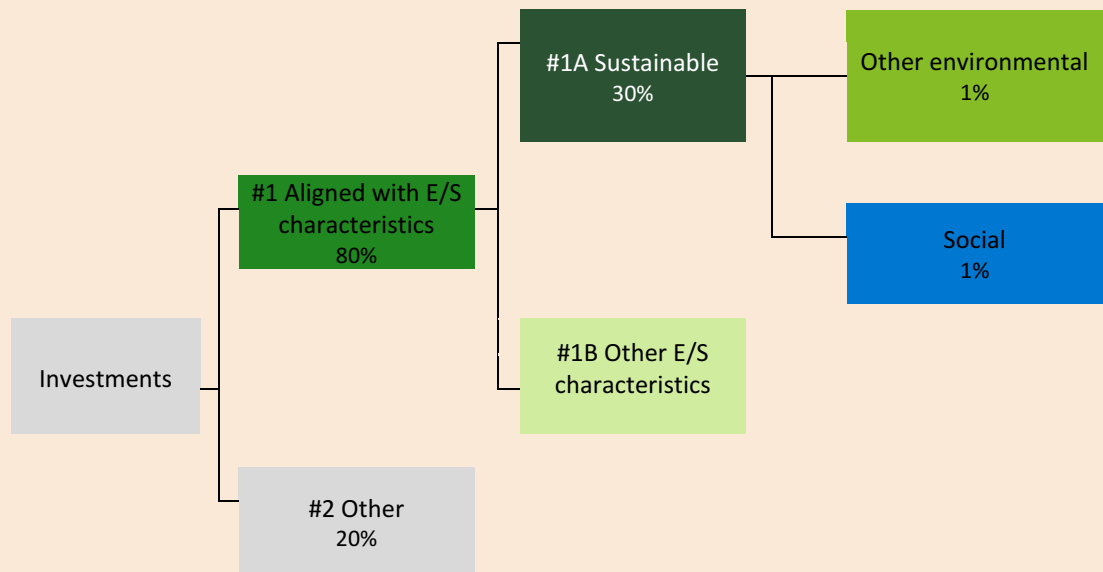 Investments
#1 Aligned with E/S
characteristics
80%
#2 Other
20%
#1A Sustainable
30%
#1B Other E/S
characteristics
Other environmental
1%
Social
1%